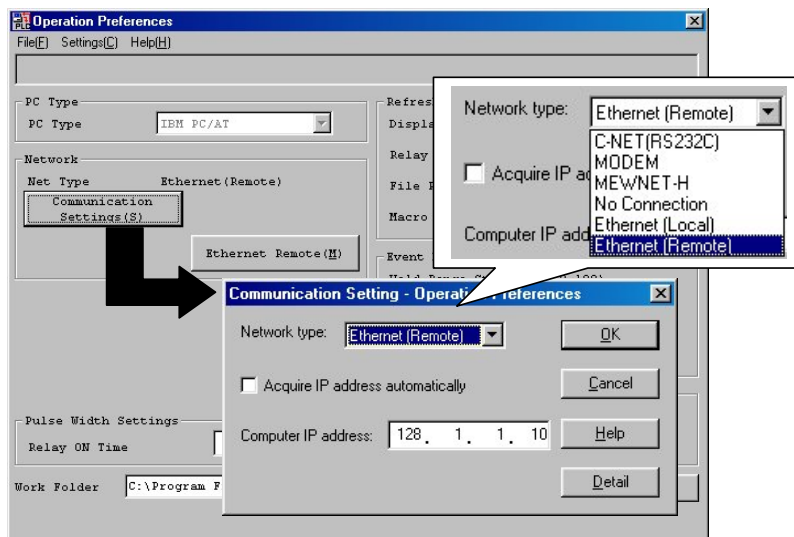 Operation Preferences
File(F) Settings(C) Help(H)
PC Type
PC Type IBM PC/AT
Network
Net Type Ethernet(Remote)
Communication
Settings(S)
Ethernet Remote(M)
Pulse Width Settings
Relay ON Time
Work Folder C:\Program F
Refres
Displa
Relay
File
Macro
Event
Network type: Ethernet (Remote)
C-NET(RS232C)
MODEM
MEWNET-H
No Connection
Ethernet (Local)
Ethernet (Remote)
Acquire IP ad
Computer IP add
Communication Setting - Operati references
Network type: Ethernet (Remote)
OK
Acquire IP address automatically
Cancel
Computer IP address: 128. 1. 1. 10
Help
Detail